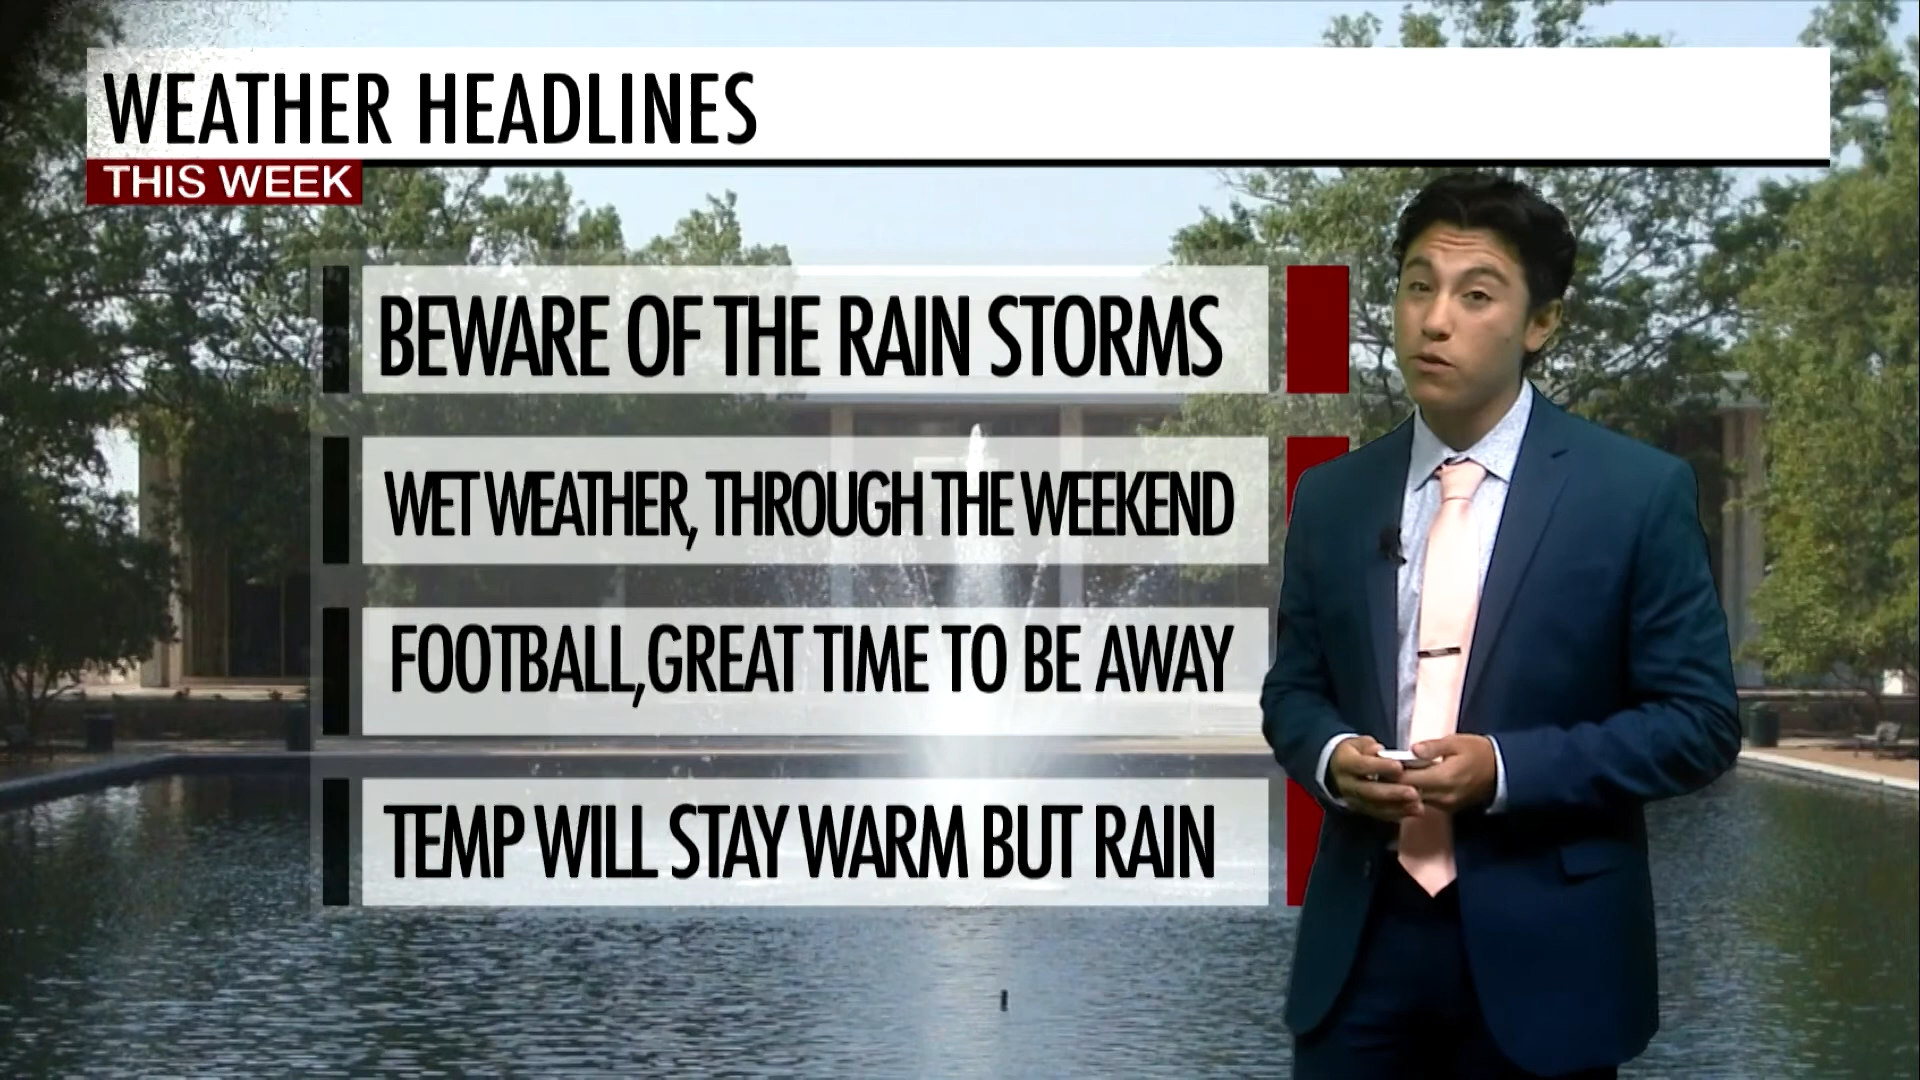 WEATHER HEADLINES
THIS WEEK
BEWARE OF THE RAIN STORMS
WET WEATHER, THROUGH THE WEEKEND
FOOTBALL,GREAT TIME TO BE AWAY
TEMP WILL STAY WARM BUT RAIN